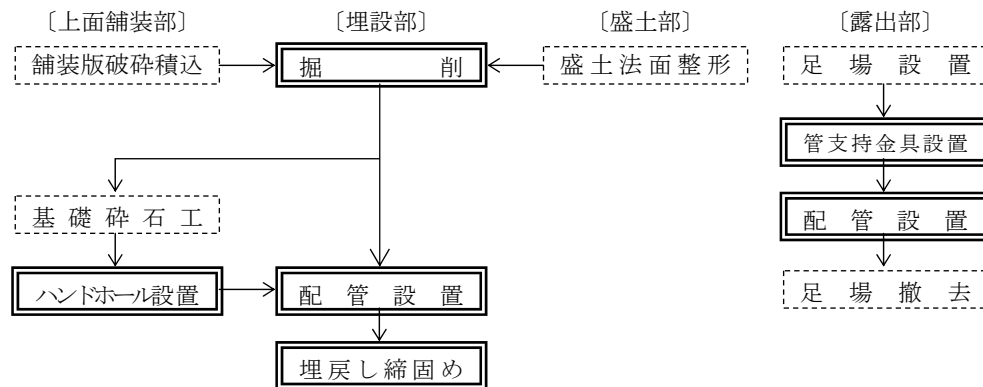 〔上面舗装部〕 〔埋設部〕 〔盛土部〕 〔露出部〕
舗装版破砕積込 掘削 盛土法面整形 足場設置
管支持金具設置
基礎砕石工 配管設置
ハンドホール設置 配管設置 足場撤去
埋戻し締固め